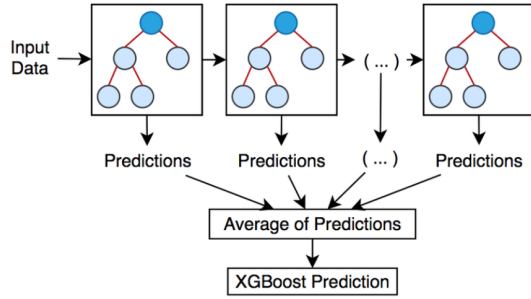 Input
Data
( ... )
Predictions
Predictions
( ... )
Predictions
Average of Predictions
XGBoost Prediction